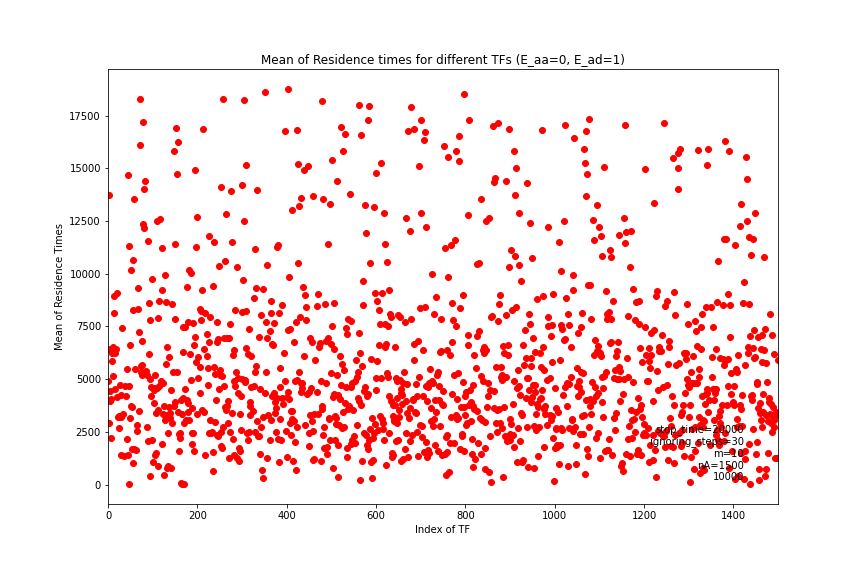 Mean of Residence times for different TFs (E_aa=0, E_ad=1)
Mean of Residence Times
17500
15000
12500
10000
7500
5000
2500
0
stop_time=20000
ignoring_steps=30
m=10
nA=1500
10000
0
200
400
600
800
1000
1200
1400
Index of TF